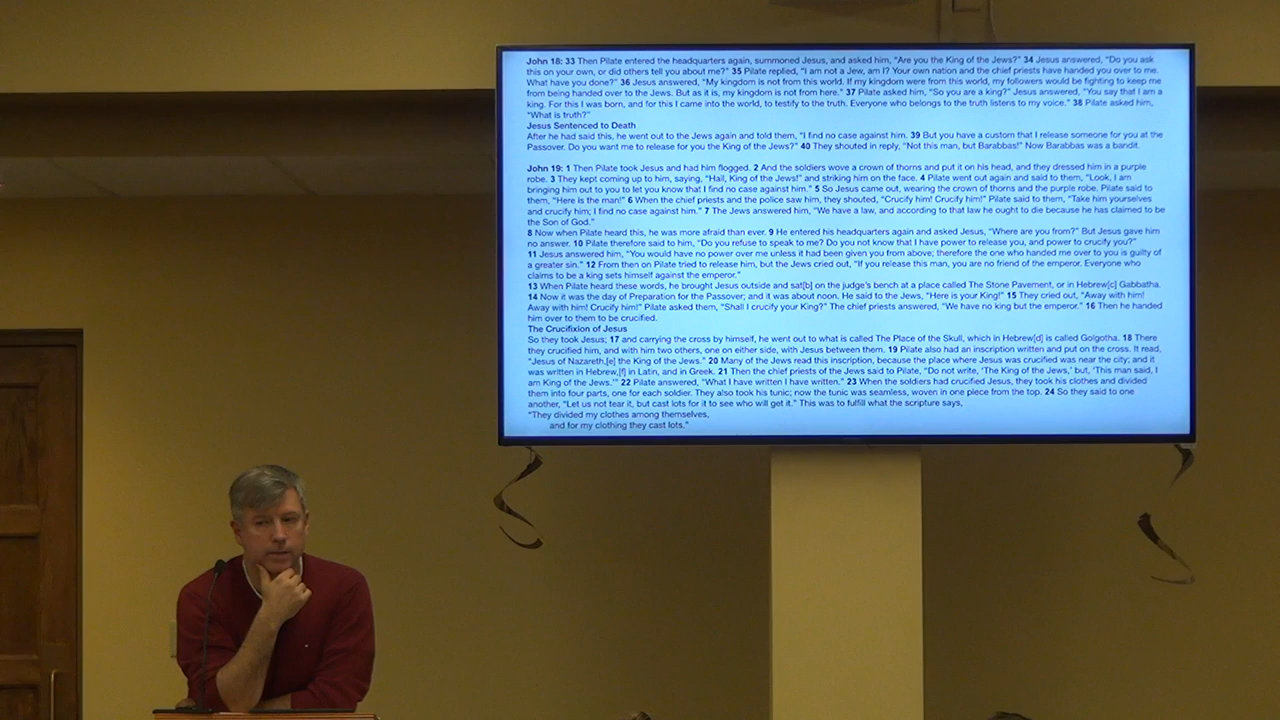 John 18: 33 Then Pilate entered the headquarters again, summoned Jesus, and asked him, “Are you the King of the Jews?” 34 Jesus answered, “Do you ask
this on your own, or did others tell you about me?” 35 Pilate replied, “I am not a Jew, am I? Your own nation and the chief priests have handed you over to me.
What have you done?” 36 Jesus answered, “My kingdom is not from this world. If my kingdom were from this world, my followers would be fighting to keep me
from being handed over to the Jews. But as it is, my kingdom is not from here.” 37 Pilate asked him, “So you are a king?” Jesus answered, “You say that I am a
king. For this I was born, and for this I came into the world, to testify to the truth. Everyone who belongs to the truth listens to my voice.” 38 Pilate asked him,
“What is truth?”
Jesus Sentenced to Death
After he had said this, he went out to the Jews again and told them, “I find no case against him. 39 But you have a custom that I release someone for you at the
Passover. Do you want me to release for you the King of the Jews?” 40 They shouted in reply, “Not this man, but Barabbas!” Now Barabbas was a bandit.
John 19: 1 Then Pilate took Jesus and had him flogged. 2 And the soldiers wove a crown of thorns and put it on his head, and they dressed him in a purple
robe. 3 They kept coming up to him, saying, “Hail, King of the Jews!” and striking him on the face. 4 Pilate went out again and said to them, “Look, I am
bringing him out to you to let you know that I find no case against him.” 5 So Jesus came out, wearing the crown of thorns and the purple robe. Pilate said to
them, “Here is the man!” 6 When the chief priests and the police saw him, they shouted, “Crucify him! Crucify him!” Pilate said to them, “Take him yourselves
and crucify him; I find no case against him.” 7 The Jews answered him, “We have a law, and according to that law he ought to die because he has claimed to be
the Son of God.”
8 Now when Pilate heard this, he was more afraid than ever. 9 He entered his headquarters again and asked Jesus, “Where are you from?” But Jesus gave him
no answer. 10 Pilate therefore said to him, “Do you refuse to speak to me? Do you not know that I have power to release you, and power to crucify you?”
11 Jesus answered him, “You would have no power over me unless it had been given you from above; therefore the one who handed me over to you is guilty of
a greater sin.” 12 From then on Pilate tried to release him, but the Jews cried out, “If you release this man, you are no friend of the emperor. Everyone who
claims to be a king sets himself against the emperor.”
13 When Pilate heard these words, he brought Jesus outside and sat[b] on the judge’s bench at a place called The Stone Pavement, or in Hebrew[c] Gabbatha.
14 Now it was the day of Preparation for the Passover; and it was about noon. He said to the Jews, “Here is your King!” 15 They cried out, “Away with him!
Away with him! Crucify him!” Pilate asked them, “Shall I crucify your King?” The chief priests answered, “We have no king but the emperor.” 16 Then he handed
him over to them to be crucified.
The Crucifixion of Jesus
So they took Jesus; 17 and carrying the cross by himself, he went out to what is called The Place of the Skull, which in Hebrew[d] is called Golgotha. 18 There
they crucified him, and with him two others, one on either side, with Jesus between them. 19 Pilate also had an inscription written and put on the cross. It read,
“Jesus of Nazareth,[e] the King of the Jews.” 20 Many of the Jews read this inscription, because the place where Jesus was crucified was near the city; and it
was written in Hebrew,[f] in Latin, and in Greek. 21 Then the chief priests of the Jews said to Pilate, “Do not write, ‘The King of the Jews,’ but, ‘This man said, I
am King of the Jews.’” 22 Pilate answered, “What I have written I have written.” 23 When the soldiers had crucified Jesus, they took his clothes and divided
them into four parts, one for each soldier. They also took his tunic; now the tunic was seamless, woven in one piece from the top. 24 So they said to one
another, “Let us not tear it, but cast lots for it to see who will get it.” This was to fulfill what the scripture says,
“They divided my clothes among themselves,
and for my clothing they cast lots.”